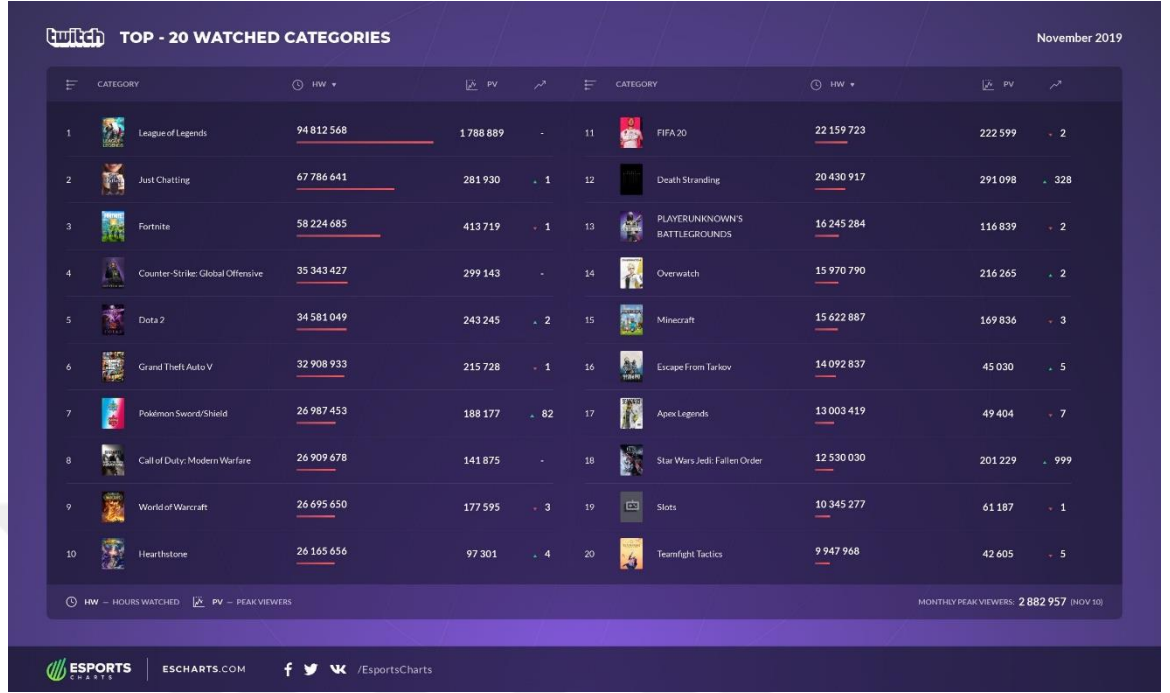 twitch TOP - 20 WATCHED CATEGORIES
November 2019
CATEGORY HW PV
1 League of Legends 94 812 568 1 788 889 -
2 Just Chatting 67 786 641 281 930 1
3 Fortnite 58 224 685 413 719 1
4 Counter-Strike: Global Offensive 35 343 427 299 143 -
5 Dota 2 34 581 049 243 245 2
6 Grand Theft Auto V 32 908 933 215 728 1
7 Pokémon Sword/Shield 26 987 453 188 177 82
8 Call of Duty: Modern Warfare 26 909 678 141 875 -
9 World of Warcraft 26 695 650 177 595 3
10 Hearthstone 26 165 656 97 301 4
CATEGORY HW PV
11 FIFA 20 22 159 723 222 599 2
12 Death Stranding 20 430 917 291 098 328
13 PLAYERUNKNOWN'S
BATTLEGROUNDS 16 245 284 116 839 2
14 Overwatch 15 970 790 216 265 2
15 Minecraft 15 622 887 169 836 3
16 Escape From Tarkov 14 092 837 45 030 5
17 Apex Legends 13 003 419 49 404 7
18 Star Wars Jedi: Fallen Order 12 530 030 201 229 999
19 Slots 10 345 277 61 187 1
20 Teamfight Tactics 9 947 968 42 605 5
HW – HOURS WATCHED PV – PEAK VIEWERS
MONTHLY PEAK VIEWERS: 2 882 957 (NOV 10)
ESPORTS
CHARTS
ESCHARTS.COM
/EsportsCharts